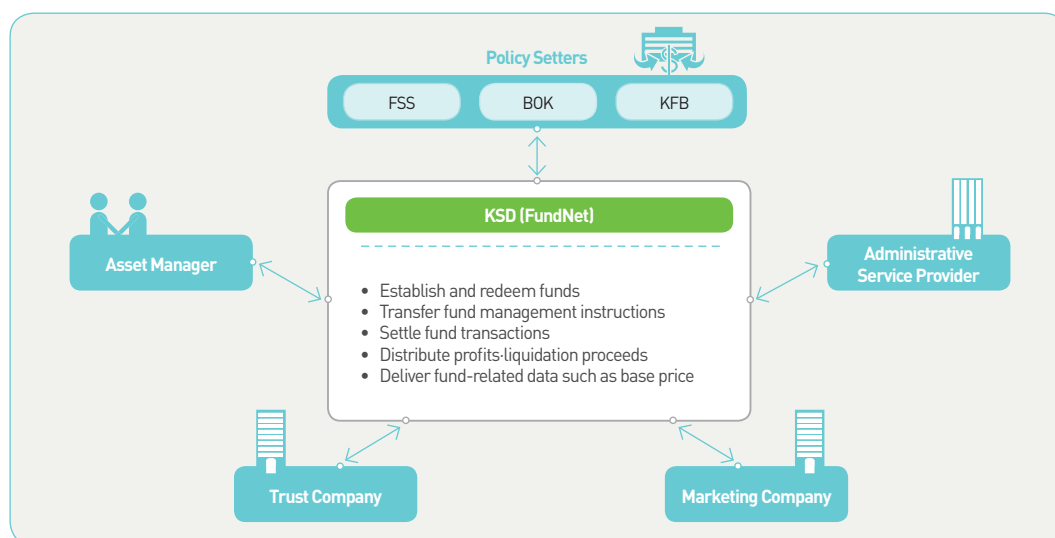 Policy Setters
FSS
BOK
KFB
KSD (FundNet)
Asset Manager
Administrative
Service Provider
• Establish and redeem funds
• Transfer fund management instructions
• Settle fund transactions
• Distribute profits·liquidation proceeds
• Deliver fund-related data such as base price
Trust Company
Marketing Company